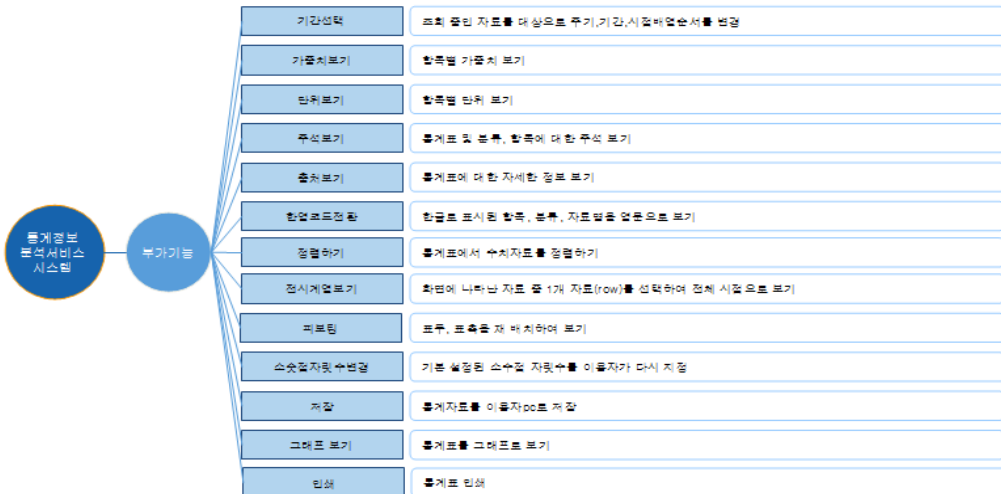 통계정보
분석서비스
시스템
부가기능
기간선택
조회 중인 자료를 대상으로 주기,기간,시점배열순서를 변경
가중치보기
항목별 가중치 보기
단위보기
항목별 단위 보기
주석보기
통계표 및 분류, 항목에 대한 주석 보기
출처보기
통계표에 대한 자세한 정보 보기
한영코드전환
한글로 표시된 항목, 분류, 자료명을 영문으로 보기
정렬하기
통계표에서 수치자료를 정렬하기
전시계열보기
화면에 나타난 자료 중 1개 자료(row)를 선택하여 전체 시점으로 보기
피보팅
표두, 표측을 재 배치하여 보기
소숫점자릿수변경
기본 설정된 소수점 자릿수를 이용자가 다시 지정
저장
통계자료를 이용자pc로 저장
그래프 보기
통계표를 그래프로 보기
인쇄
통계표 인쇄